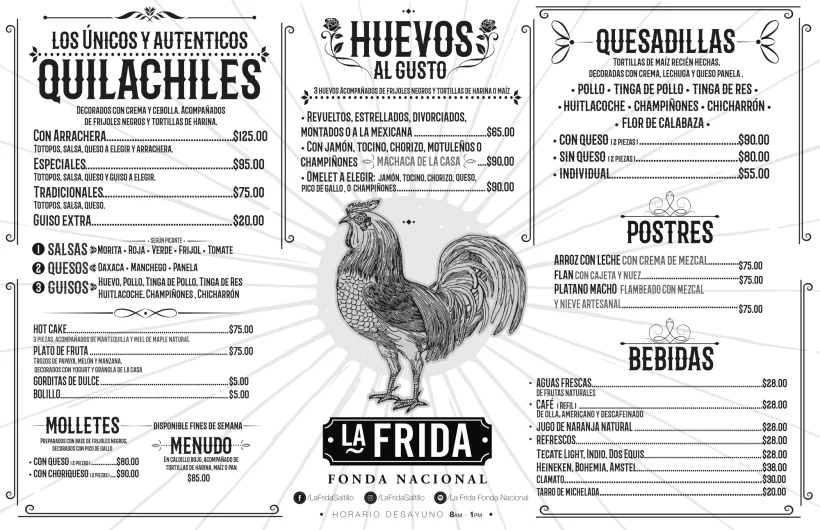 LOS ÚNICOS Y AUTENTICOS
QUILACHILES
DECORADOS CON CREMA Y CEBOLLA. ACOMPAÑADOS
DE FRIJOLES NEGROS Y TORTILLAS DE HARINA.
CON ARRACHERA...$125.00
TOTOPOS, SALSA, QUESO A ELEGIR Y ARRACHERA.
ESPECIALES...$95.00
TOTOPOS, SALSA, QUESO Y GUISO A ELEGIR.
TRADICIONALES...$75.00
TOTOPOS, SALSA, QUESO.
GUISO EXTRA...$20.00
- SEGÚN PICANTE -
1 SALSAS MORITA • ROJA • VERDE • FRIJOL • TOMATE
2 QUESOS OAXACA • MANCHEGO • PANELA
3 GUISOS HUEVO, POLLO, TINGA DE POLLO, TINGA DE RES
HUITLACOCHE, CHAMPIÑONES, CHICHARRÓN
HOT CAKE...$75.00
3 PIEZAS, ACOMPAÑADOS DE MANTEQUILLA Y MIEL DE MAPLE NATURAL
PLATO DE FRUTA...$75.00
TROZOS DE PAPAYA, MELÓN Y MANZANA,
DECORADOS CON YOGURT Y GRANOLA DE LA CASA
GORDITAS DE DULCE...$5.00
BOLILLO...$5.00
MOLLETES
PREPARADOS CON BASE DE FRIJOLES NEGROS,
DECORADOS CON PICO DE GALLO
• CON QUESO (2 PIEZAS)...$80.00
• CON CHORIQUESO (2 PIEZAS)...$90.00
DISPONIBLE FINES DE SEMANA
MENUDO
EN CALDILLO ROJO, ACOMPAÑADO DE
TORTILLAS DE HARINA, MAÍZ O PAN
$85.00
HUEVOS
AL GUSTO
3 HUEVOS ACOMPAÑADOS DE FRIJOLES NEGROS Y TORTILLAS DE HARINA O MAÍZ
• REVUELTOS, ESTRELLADOS, DIVORCIADOS,
MONTADOS O A LA MEXICANA...$65.00
• CON JAMÓN, TOCINO, CHORIZO, MOTULEÑOS O
CHAMPIÑONES MACHACA DE LA CASA...$90.00
• OMELET A ELEGIR: JAMÓN, TOCINO, CHORIZO, QUESO,
PICO DE GALLO, O CHAMPIÑONES...$90.00
• LA FRIDA •
FONDA NACIONAL
/LaFridaSaltillo /LaFridaSaltillo /La Frida Fonda Nacional
• HORARIO DESAYUNO 8AM - 1PM •
QUESADILLAS
TORTILLAS DE MAÍZ RECIÉN HECHAS,
DECORADAS CON CREMA, LECHUGA Y QUESO PANELA.
• POLLO • TINGA DE POLLO • TINGA DE RES •
• HUITLACOCHE • CHAMPIÑONES • CHICHARRÓN •
• FLOR DE CALABAZA •
• CON QUESO (2 PIEZAS)...$90.00
• SIN QUESO (2 PIEZAS)...$80.00
• INDIVIDUAL...$55.00
POSTRES
ARROZ CON LECHE CON CREMA DE MEZCAL...$75.00
FLAN CON CAJETA Y NUEZ...$75.00
PLATANO MACHO FLAMBEADO CON MEZCAL
Y NIEVE ARTESANAL...$75.00
BEBIDAS
• AGUAS FRESCAS...$28.00
DE FRUTAS NATURALES
• CAFÉ (REFIL)...$28.00
DE OLLA, AMERICANO Y DESCAFEINADO
• JUGO DE NARANJA NATURAL...$28.00
• REFRESCOS...$28.00
TECATE LIGHT, INDIO, DOS EQUIS...$28.00
HEINEKEN, BOHEMIA, AMSTEL...$38.00
CLAMATO...$30.00
TARRO DE MICHELADA...$20.00